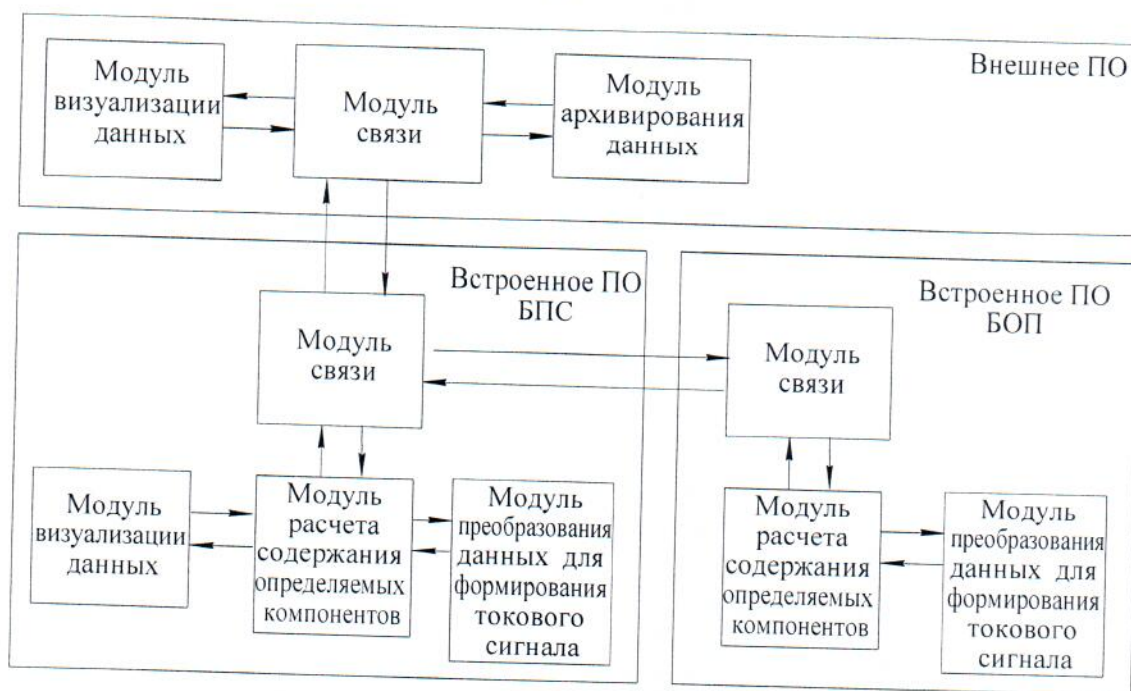 Внешнее ПО
Модуль
визуализации
данных
Модуль
связи
Модуль
архивирования
данных
Встроенное ПО
БПС
Модуль
связи
Модуль
визуализации
данных
Модуль
расчета
содержания
определяемых
компонентов
Модуль
преобразования
данных для
формирования
токового
сигнала
Встроенное ПО
БОП
Модуль
связи
Модуль
расчета
содержания
определяемых
компонентов
Модуль
преобразования
данных для
формирования
токового
сигнала